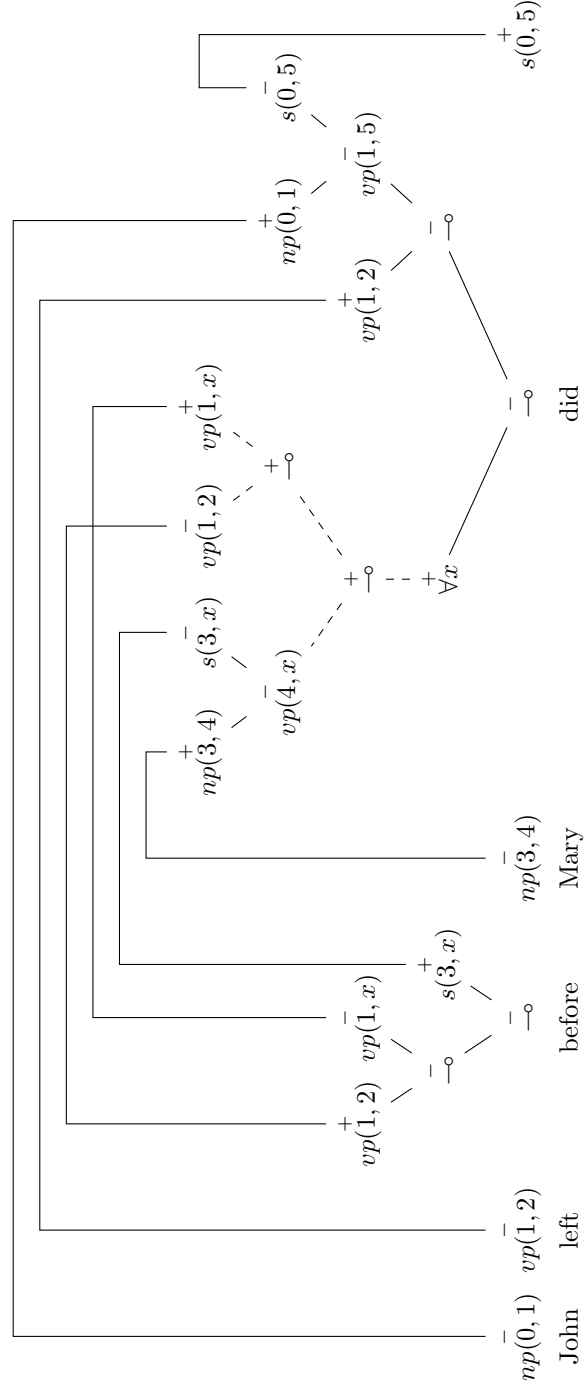 + − − +
np(3, 4) s(3, x) vp(1, 2) vp(1, x)
− + + −
vp(4, x) ⊸ np(0, 1) s(0, 5)
+ − + + −
vp(1, 2) vp(1, x) ⊸ vp(1, 2) vp(1, 5)
− + + −
⊸ s(3, x) ∀x ⊸
− − − − − +
np(0, 1) vp(1, 2) ⊸ np(3, 4) ⊸ s(0, 5)
John left before Mary did